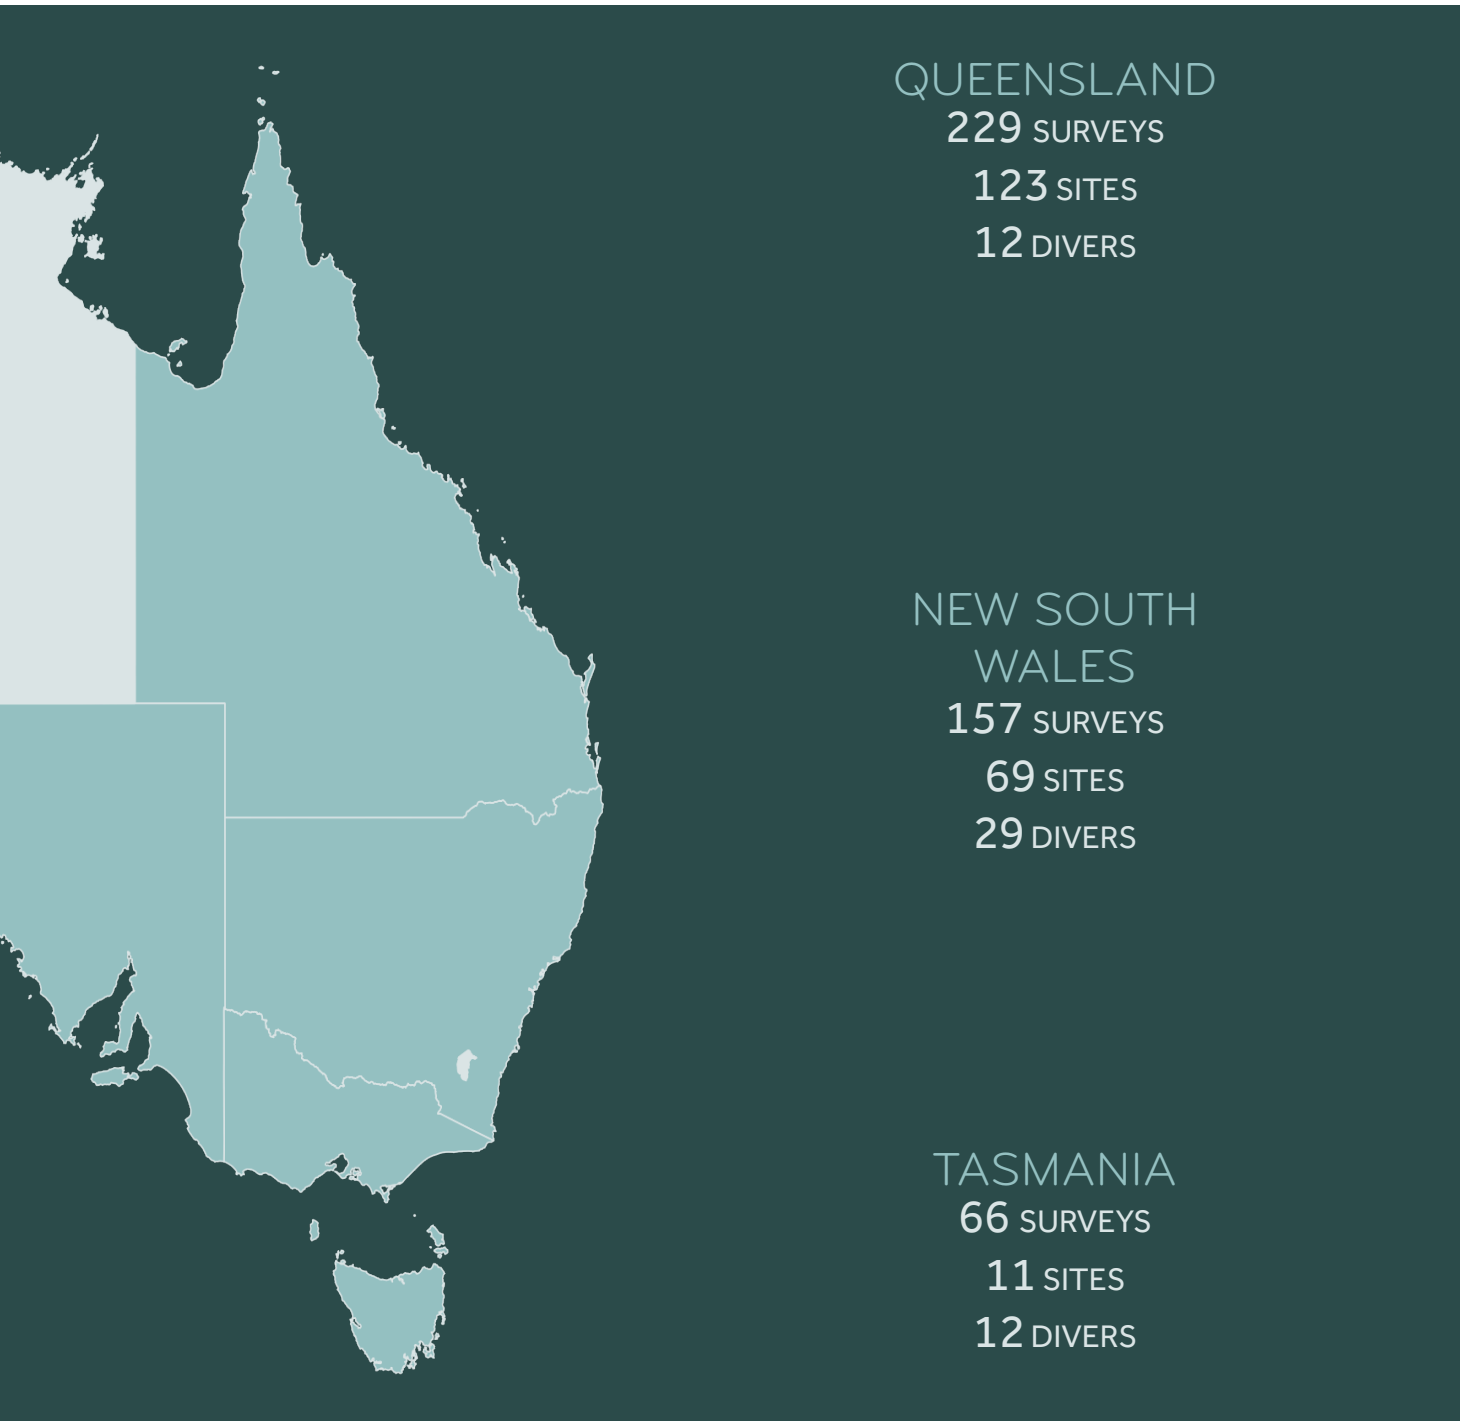 QUEENSLAND
229 SURVEYS
123 SITES
12 DIVERS
NEW SOUTH
WALES
157 SURVEYS
69 SITES
29 DIVERS
TASMANIA
66 SURVEYS
11 SITES
12 DIVERS